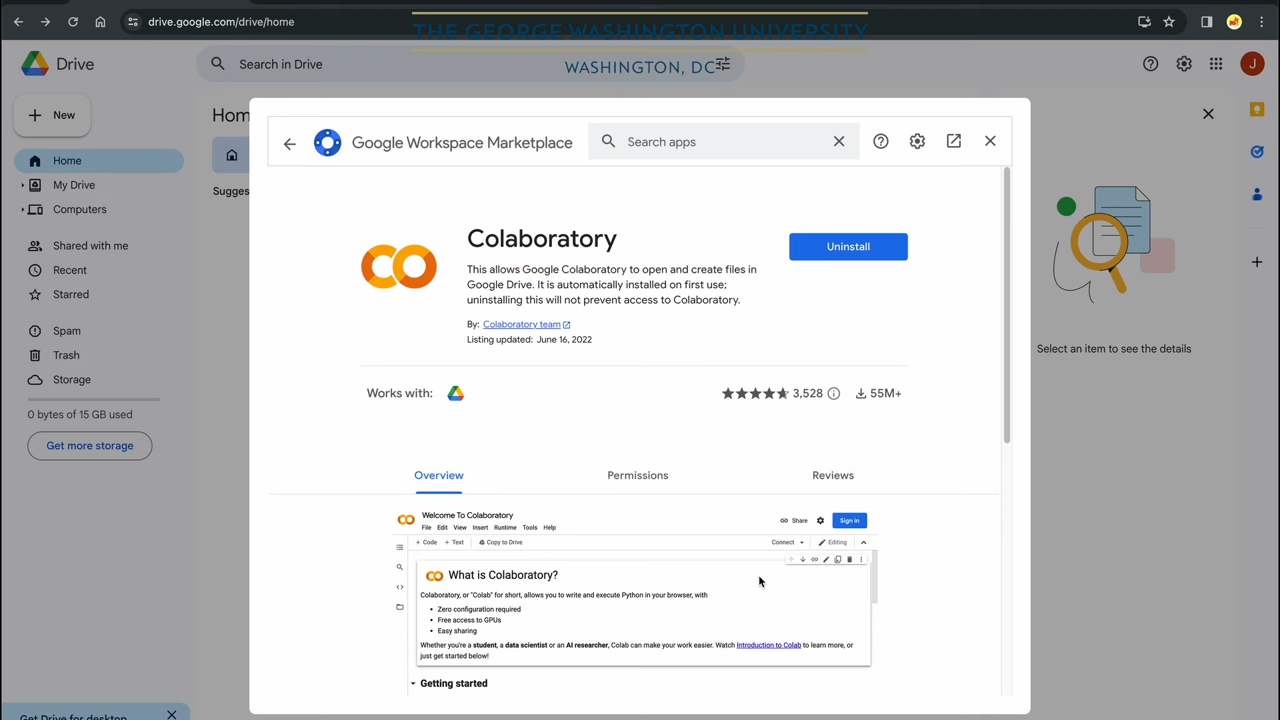 drive.google.com/drive/home
THE GEORGE WASHINGTON UNIVERSITY
WASHINGTON, DC
Drive
Search in Drive
J
New
Home
My Drive
Computers
Shared with me
Recent
Starred
Spam
Trash
Storage
0 bytes of 15 GB used
Get more storage
Get Drive for desktop
Hom
Sugges
Google Workspace Marketplace
Search apps
Colaboratory
Uninstall
This allows Google Colaboratory to open and create files in
Google Drive. It is automatically installed on first use;
uninstalling this will not prevent access to Colaboratory.
By: Colaboratory team
Listing updated: June 16, 2022
Works with:
3,528
55M+
Overview
Permissions
Reviews
Welcome To Colaboratory
File Edit View Insert Runtime Tools Help
Share
Sign in
+ Code + Text Copy to Drive
Connect
Editing
What is Colaboratory?
Colaboratory, or "Colab" for short, allows you to write and execute Python in your browser, with
• Zero configuration required
• Free access to GPUs
• Easy sharing
Whether you're a student, a data scientist or an AI researcher, Colab can make your work easier. Watch Introduction to Colab to learn more, or
just get started below!
Getting started
Select an item to see the details